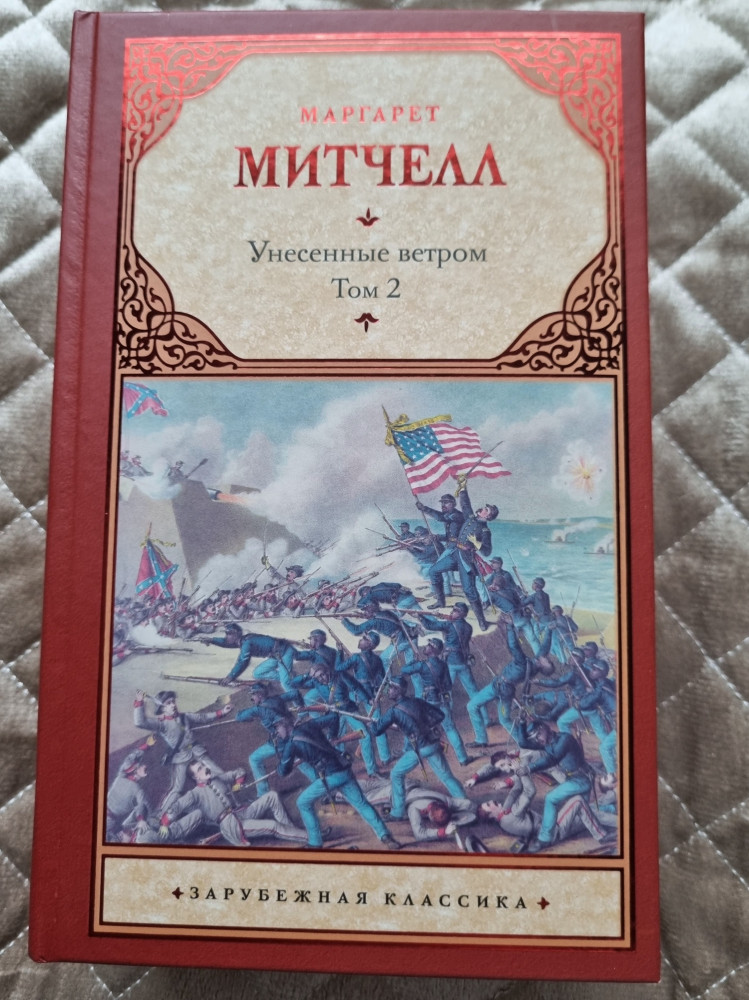 МАРГАРЕТ
МИТЧЕЛЛ
Унесенные ветром
Том 2
ЗАРУБЕЖНАЯ КЛАССИКА